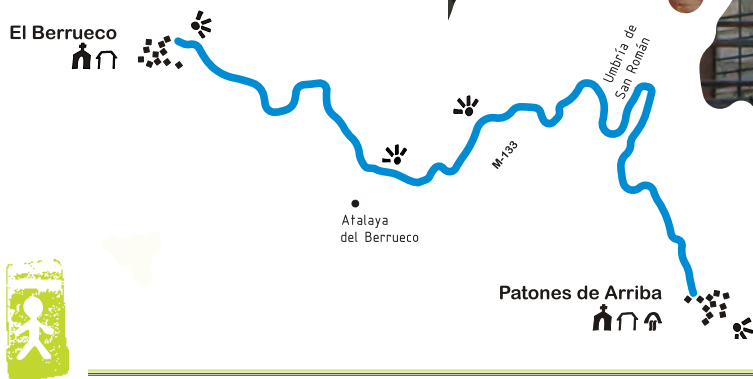 El Berrueco
Umbría de
San Román
M-133
Atalaya
del Berrueco
Patones de Arriba